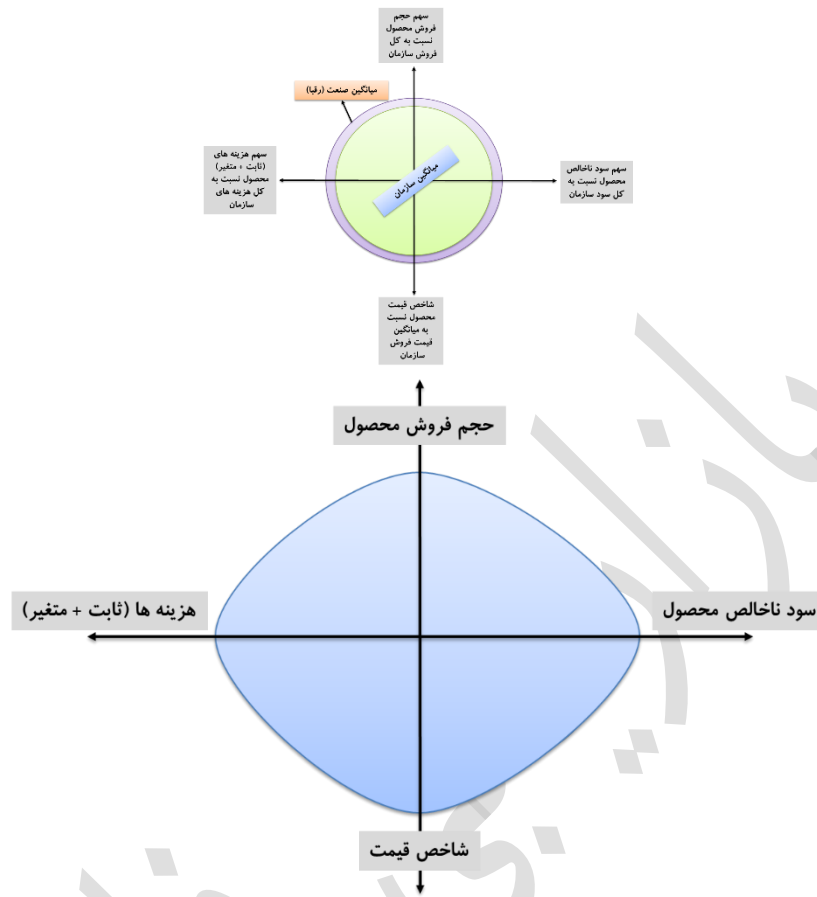 سهم حجم
فروش محصول
نسبت به کل
فروش سازمان
میانگین صنعت (رقبا)
سهم هزینه های
(ثابت + متغیر)
محصول نسبت به
کل هزینه های
سازمان
میانگین سازمان
سهم سود ناخالص
محصول نسبت به
کل سود سازمان
شاخص قیمت
محصول نسبت
به میانگین
قیمت فروش
سازمان
حجم فروش محصول
هزینه ها (ثابت + متغیر)
سود ناخالص محصول
شاخص قیمت